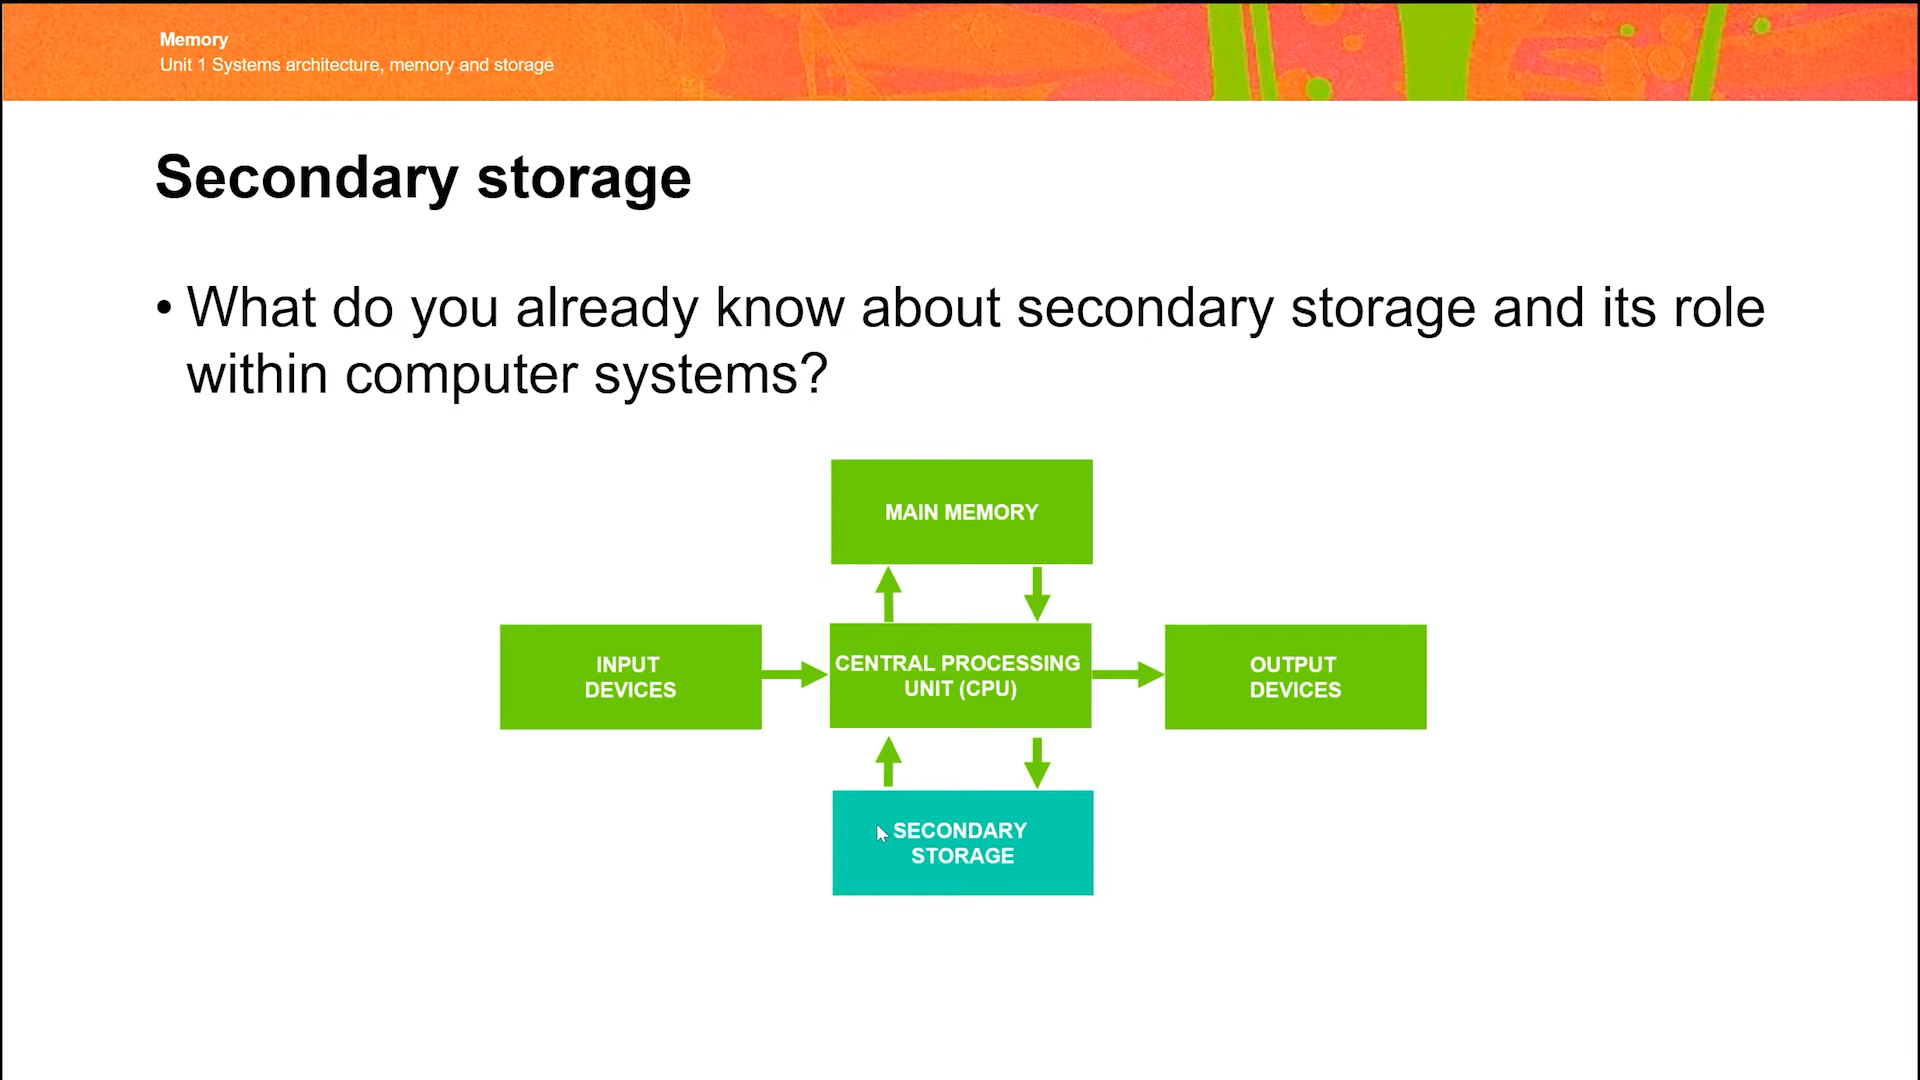 Memory
Unit 1 Systems architecture, memory and storage
Secondary storage
• What do you already know about secondary storage and its role
within computer systems?
MAIN MEMORY
INPUT
DEVICES
CENTRAL PROCESSING
UNIT (CPU)
OUTPUT
DEVICES
SECONDARY
STORAGE